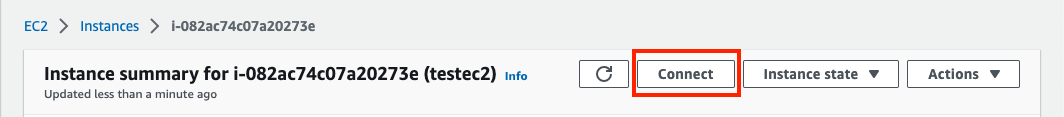 EC2 > Instances > i-082ac74c07a20273e
Instance summary for i-082ac74c07a20273e (testec2) Info Connect Instance state Actions
Updated less than a minute ago